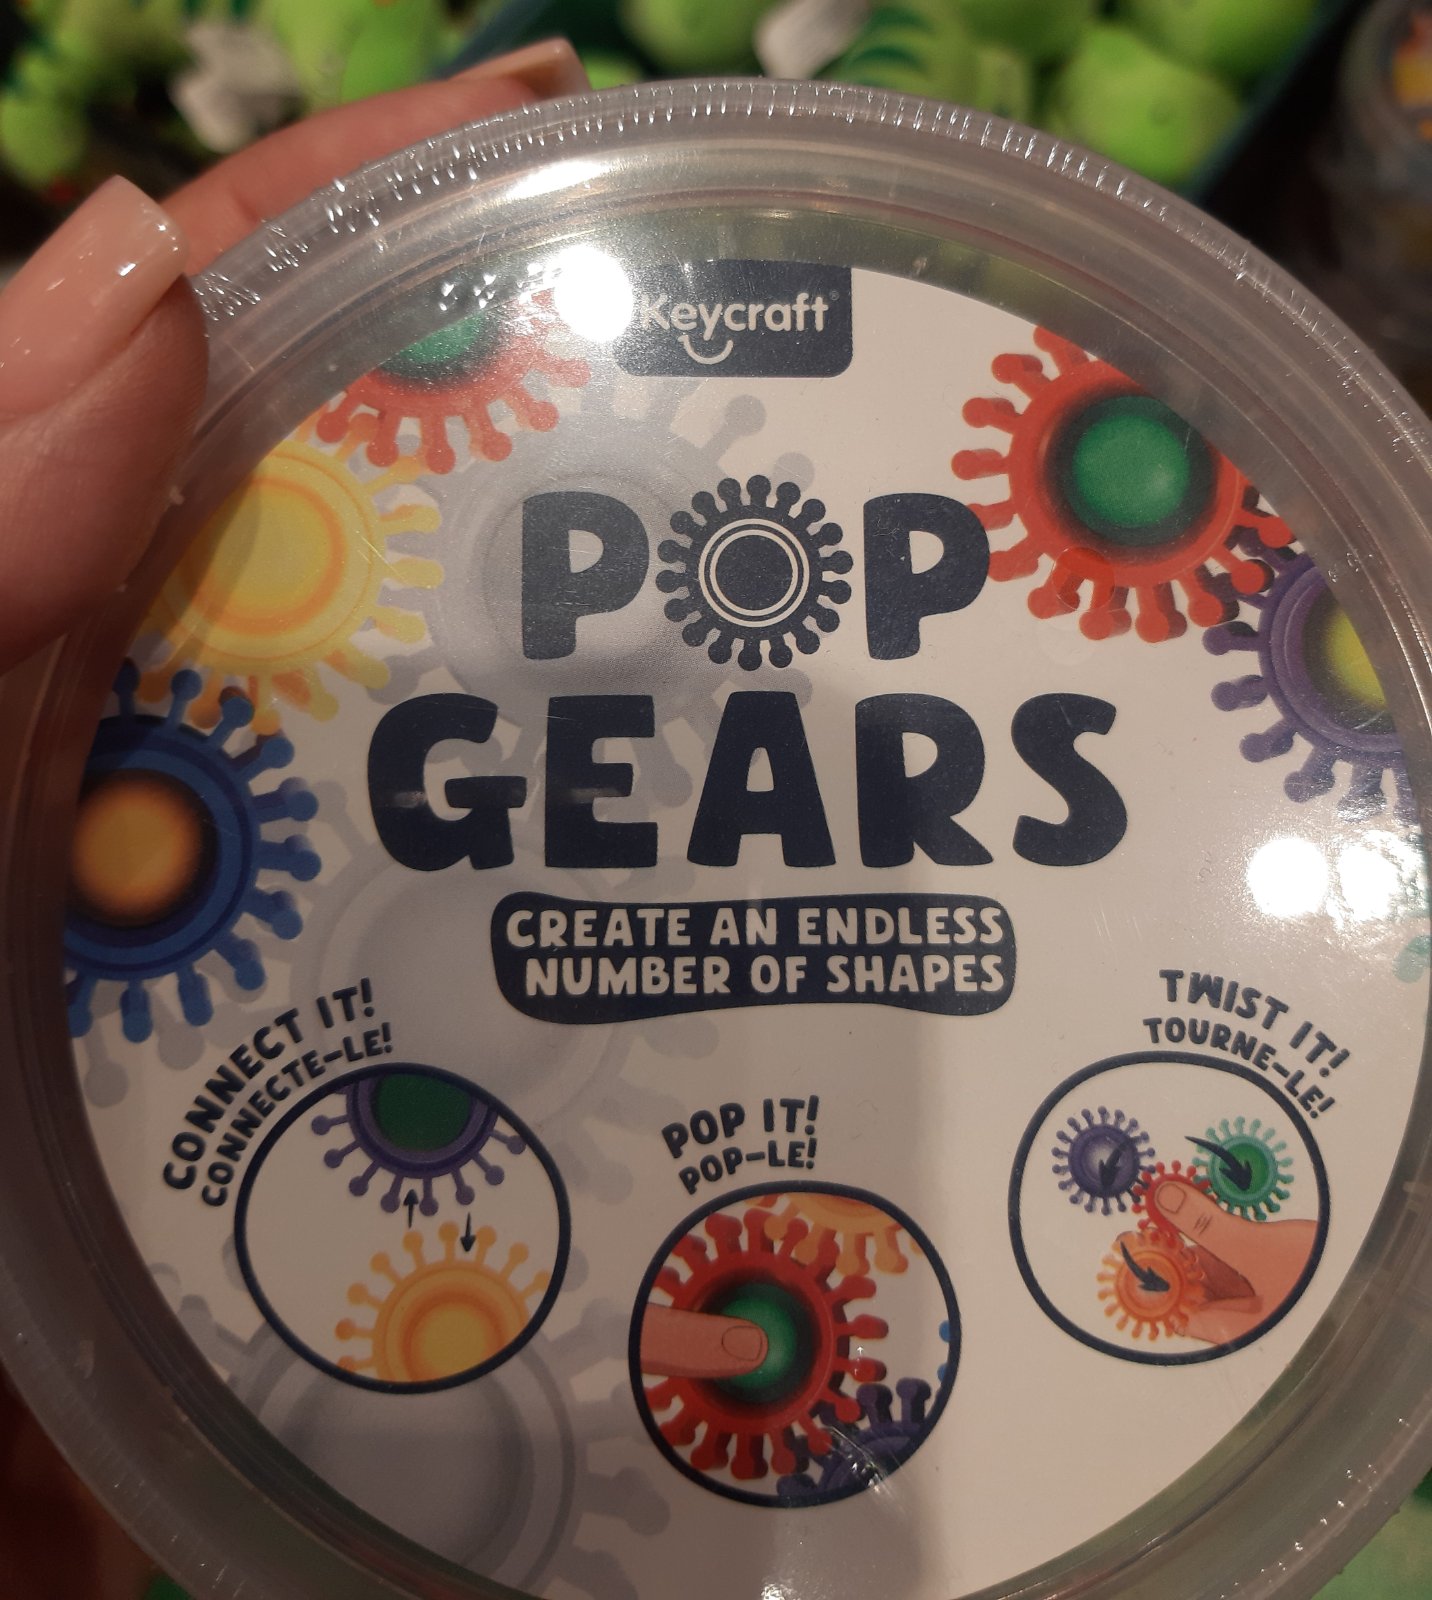 Keycraft®
POP
GEARS
CREATE AN ENDLESS
NUMBER OF SHAPES
CONNECT IT!
CONNECTE-LE!
POP IT!
POP-LE!
TWIST IT!
TOURNE-LE!